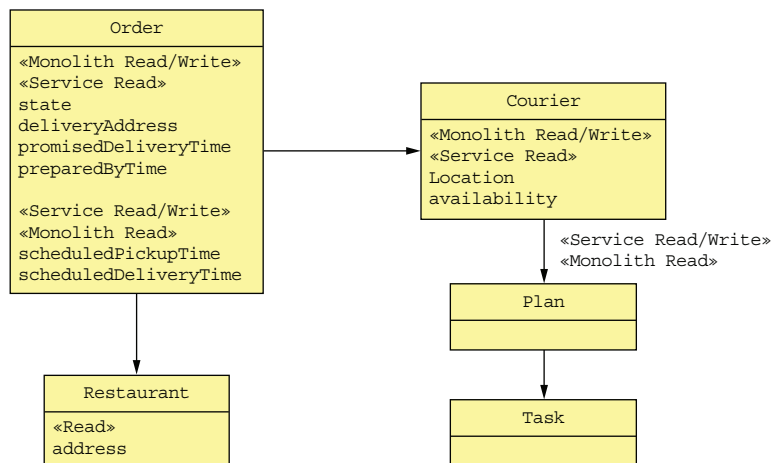 Order
«Monolith Read/Write»
«Service Read»
state
deliveryAddress
promisedDeliveryTime
preparedByTime
«Service Read/Write»
«Monolith Read»
scheduledPickupTime
scheduledDeliveryTime
Courier
«Monolith Read/Write»
«Service Read»
Location
availability
«Service Read/Write»
«Monolith Read»
Plan
Restaurant
«Read»
address
Task